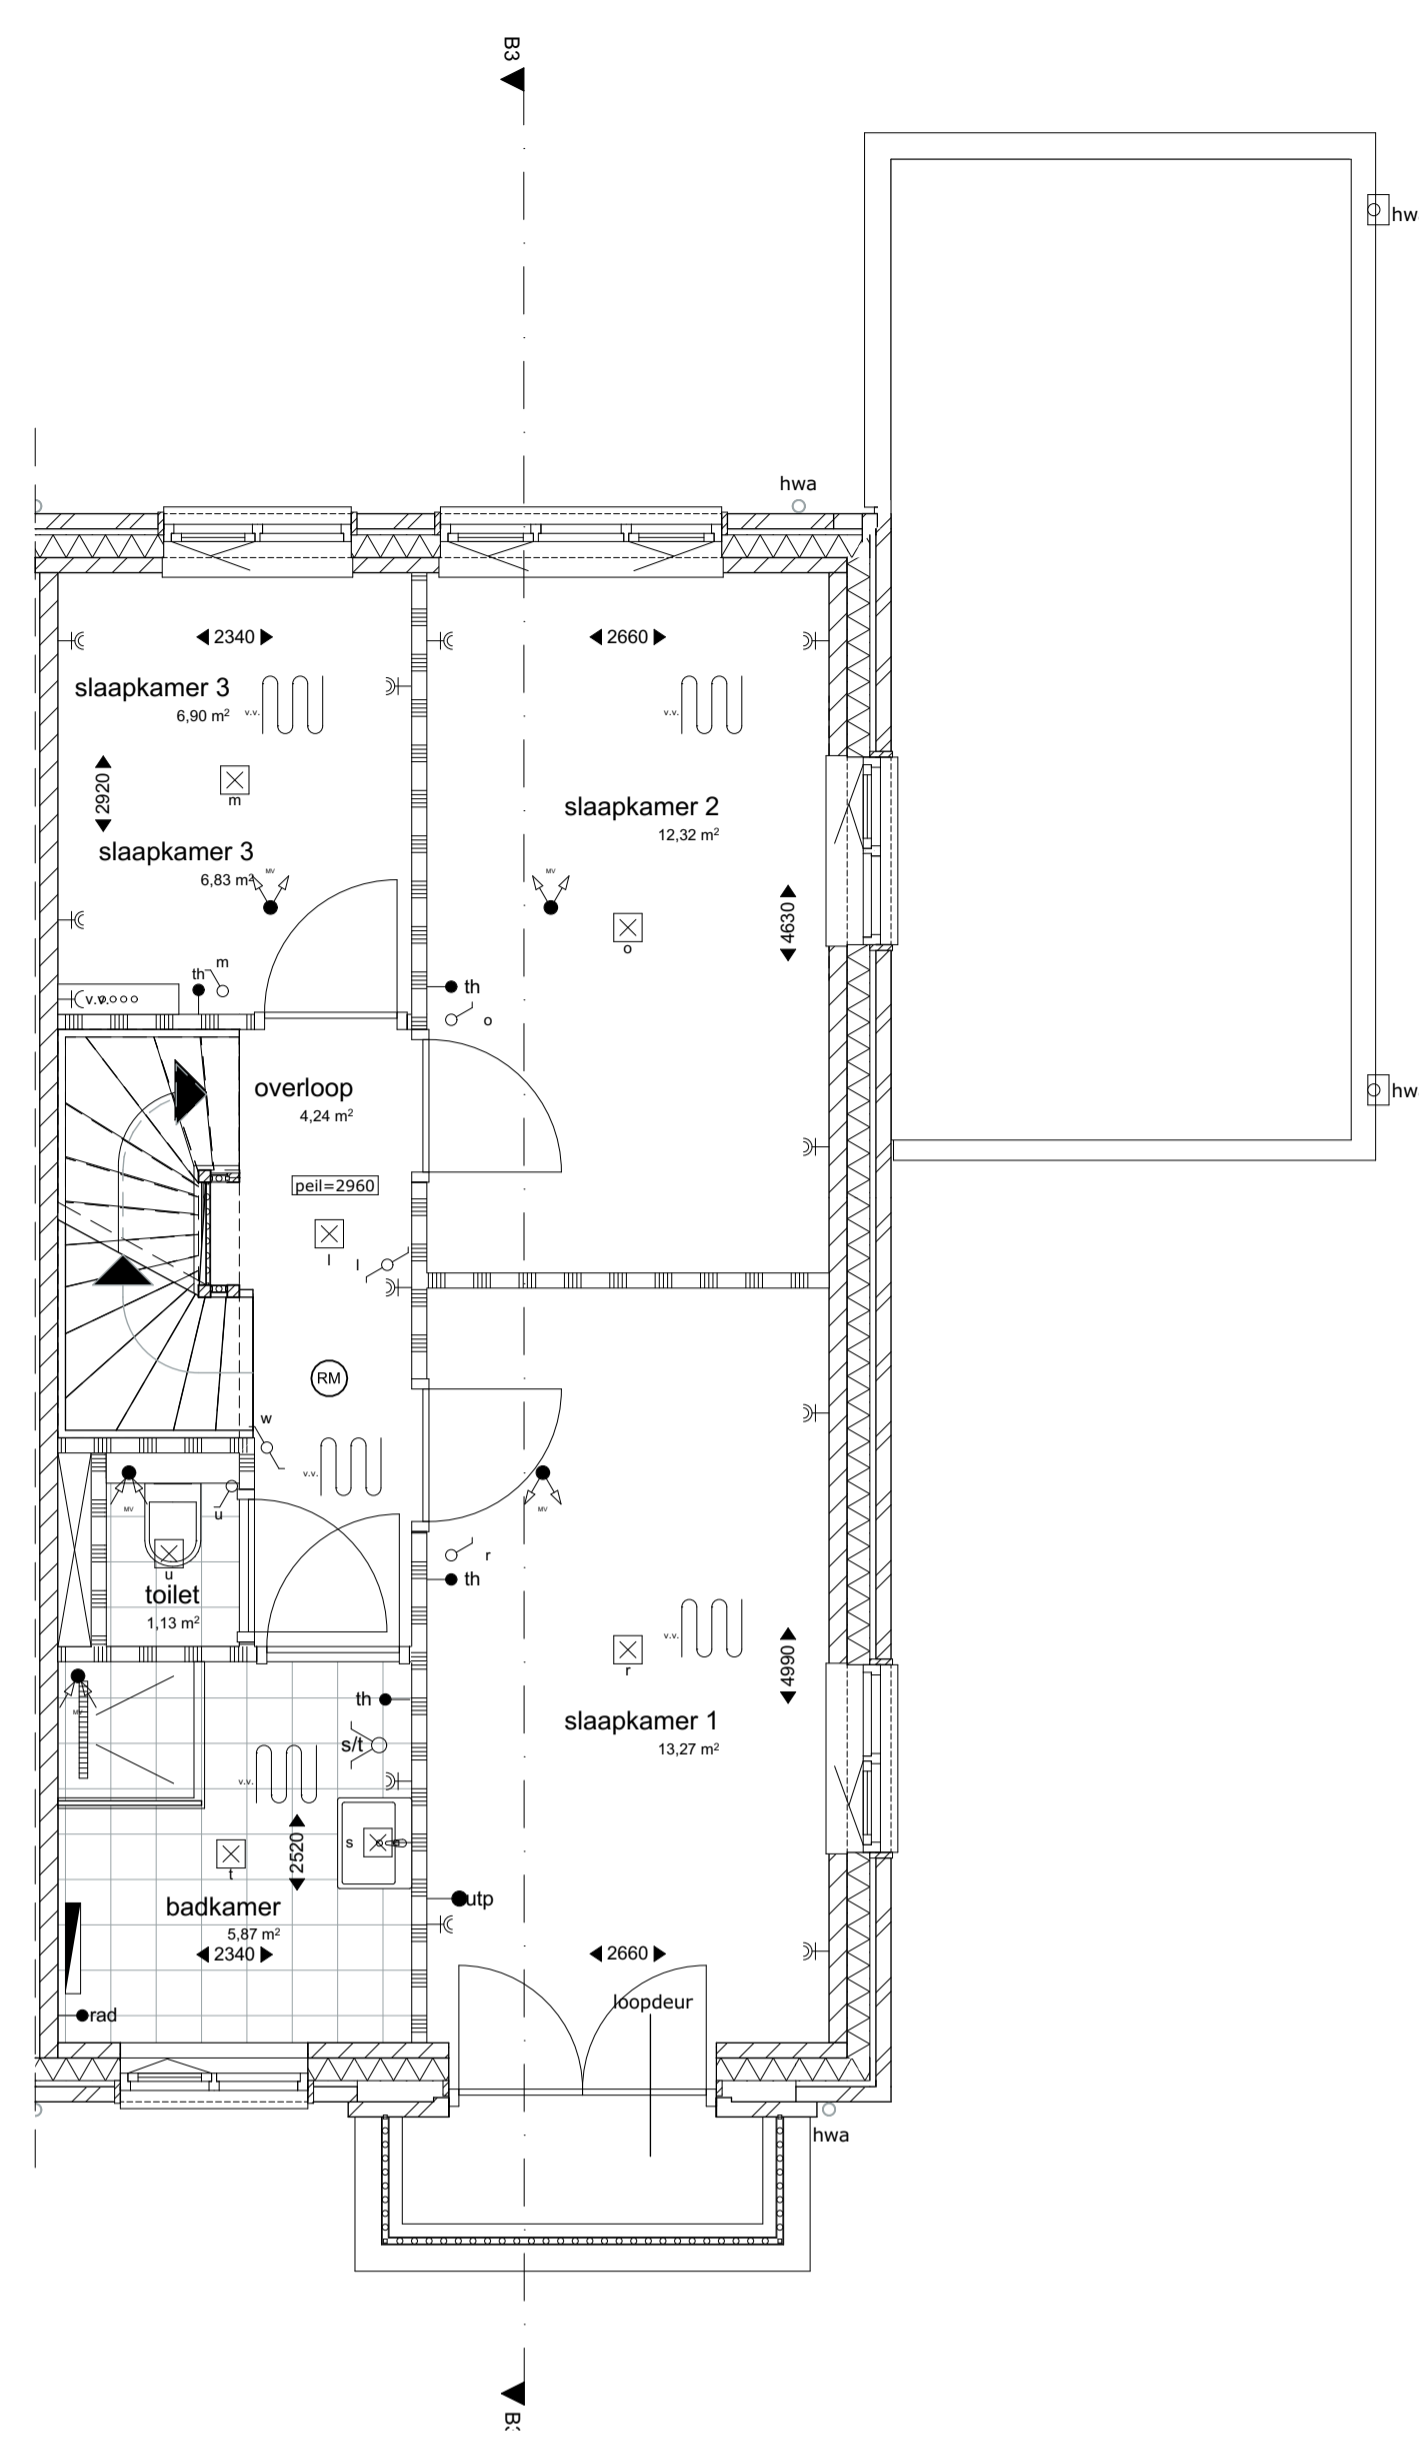 B3
hwa
2340
2660
slaapkamer 3
6,90 m²
v.v.
v.v.
2920
m
slaapkamer 2
12,32 m²
slaapkamer 3
6,83 m²
MV
MV
4630
o
m
th
th
v.v.
o
overloop
4,24 m²
peil=2960
l
l
RM
w
v.v.
MV
u
MV
u
toilet
1,13 m²
r
th
v.v.
r
4990
th
MV
s/t
slaapkamer 1
13,27 m²
v.v.
s
2520
t
badkamer
5,87 m²
utp
2340
2660
loopdeur
rad
hwa